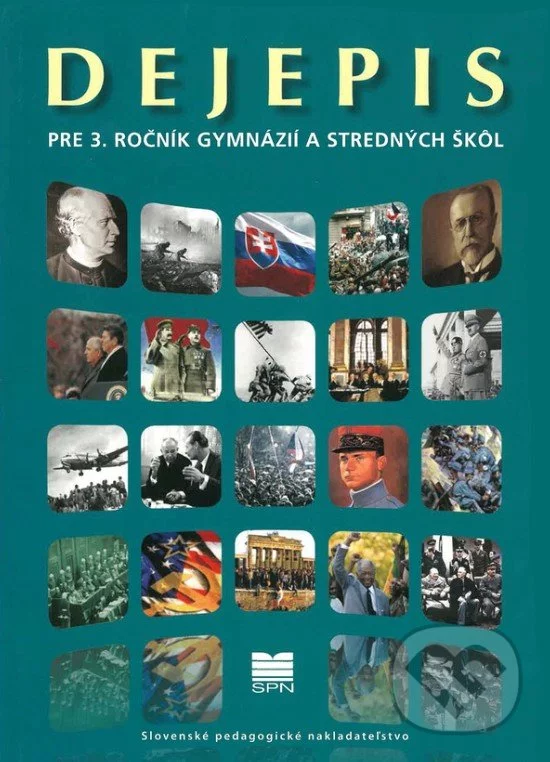 DEJEPIS
PRE 3. ROČNÍK GYMNÁZIÍ A STREDNÝCH ŠKÔL
SPN
Slovenské pedagogické nakladateľstvo